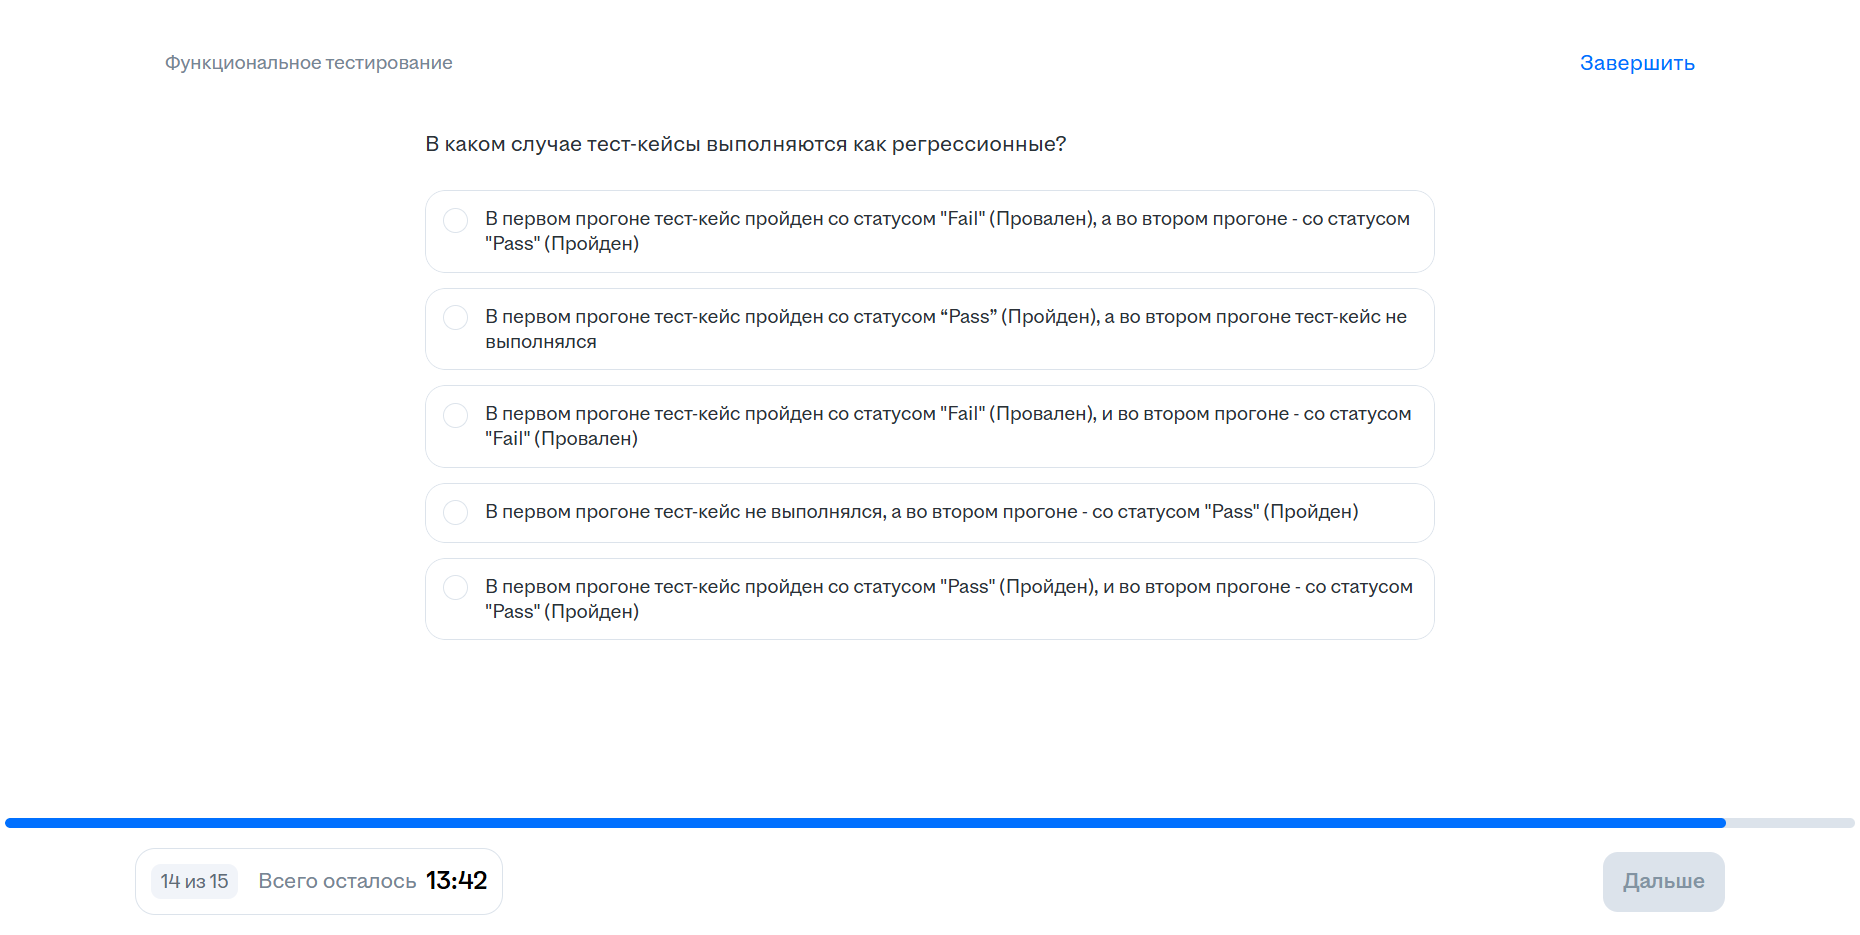 Функциональное тестирование
Завершить
В каком случае тест-кейсы выполняются как регрессионные?
В первом прогоне тест-кейс пройден со статусом "Fail" (Провален), а во втором прогоне - со статусом
"Pass" (Пройден)
В первом прогоне тест-кейс пройден со статусом “Pass” (Пройден), а во втором прогоне тест-кейс не
выполнялся
В первом прогоне тест-кейс пройден со статусом "Fail" (Провален), и во втором прогоне - со статусом
"Fail" (Провален)
В первом прогоне тест-кейс не выполнялся, а во втором прогоне - со статусом "Pass" (Пройден)
В первом прогоне тест-кейс пройден со статусом "Pass" (Пройден), и во втором прогоне - со статусом
"Pass" (Пройден)
14 из 15 Всего осталось 13:42
Дальше